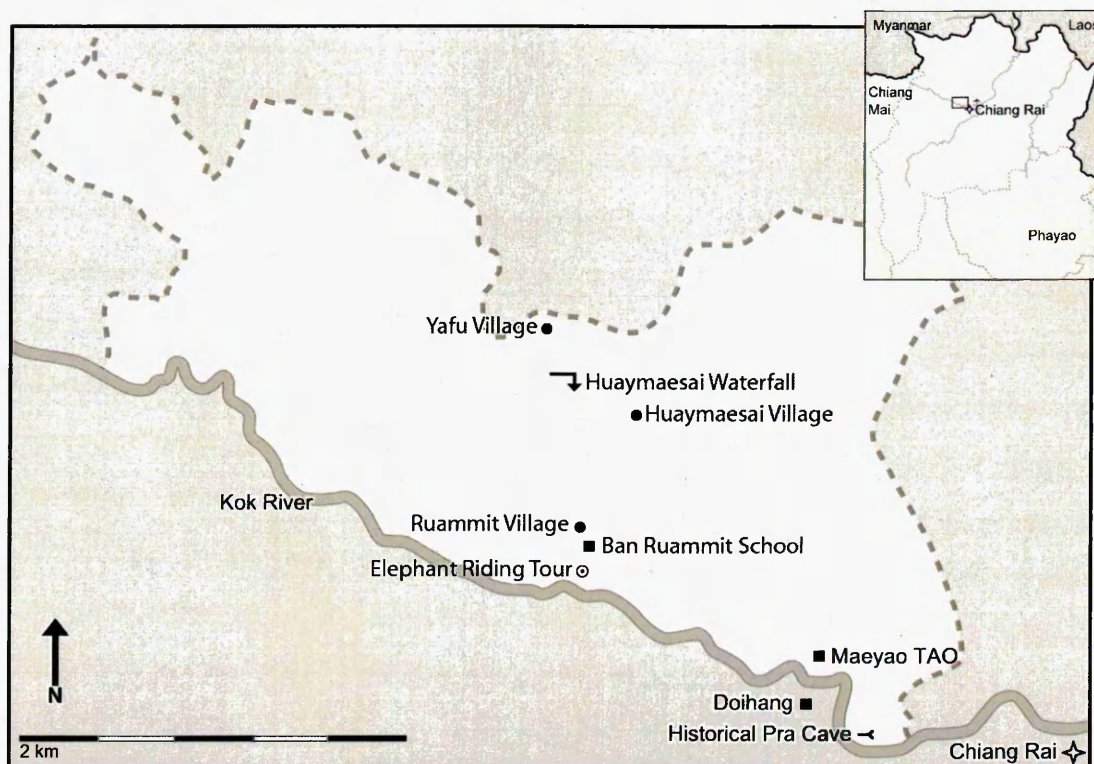 Myanmar
Laos
Chiang
Mai
Chiang Rai
Phayao
Yafu Village
Huaymaesai Waterfall
Huaymaesai Village
Kok River
Ruammit Village
Ban Ruammit School
Elephant Riding Tour
N
Maeyao TAO
Doihang
Historical Pra Cave
2 km
Chiang Rai